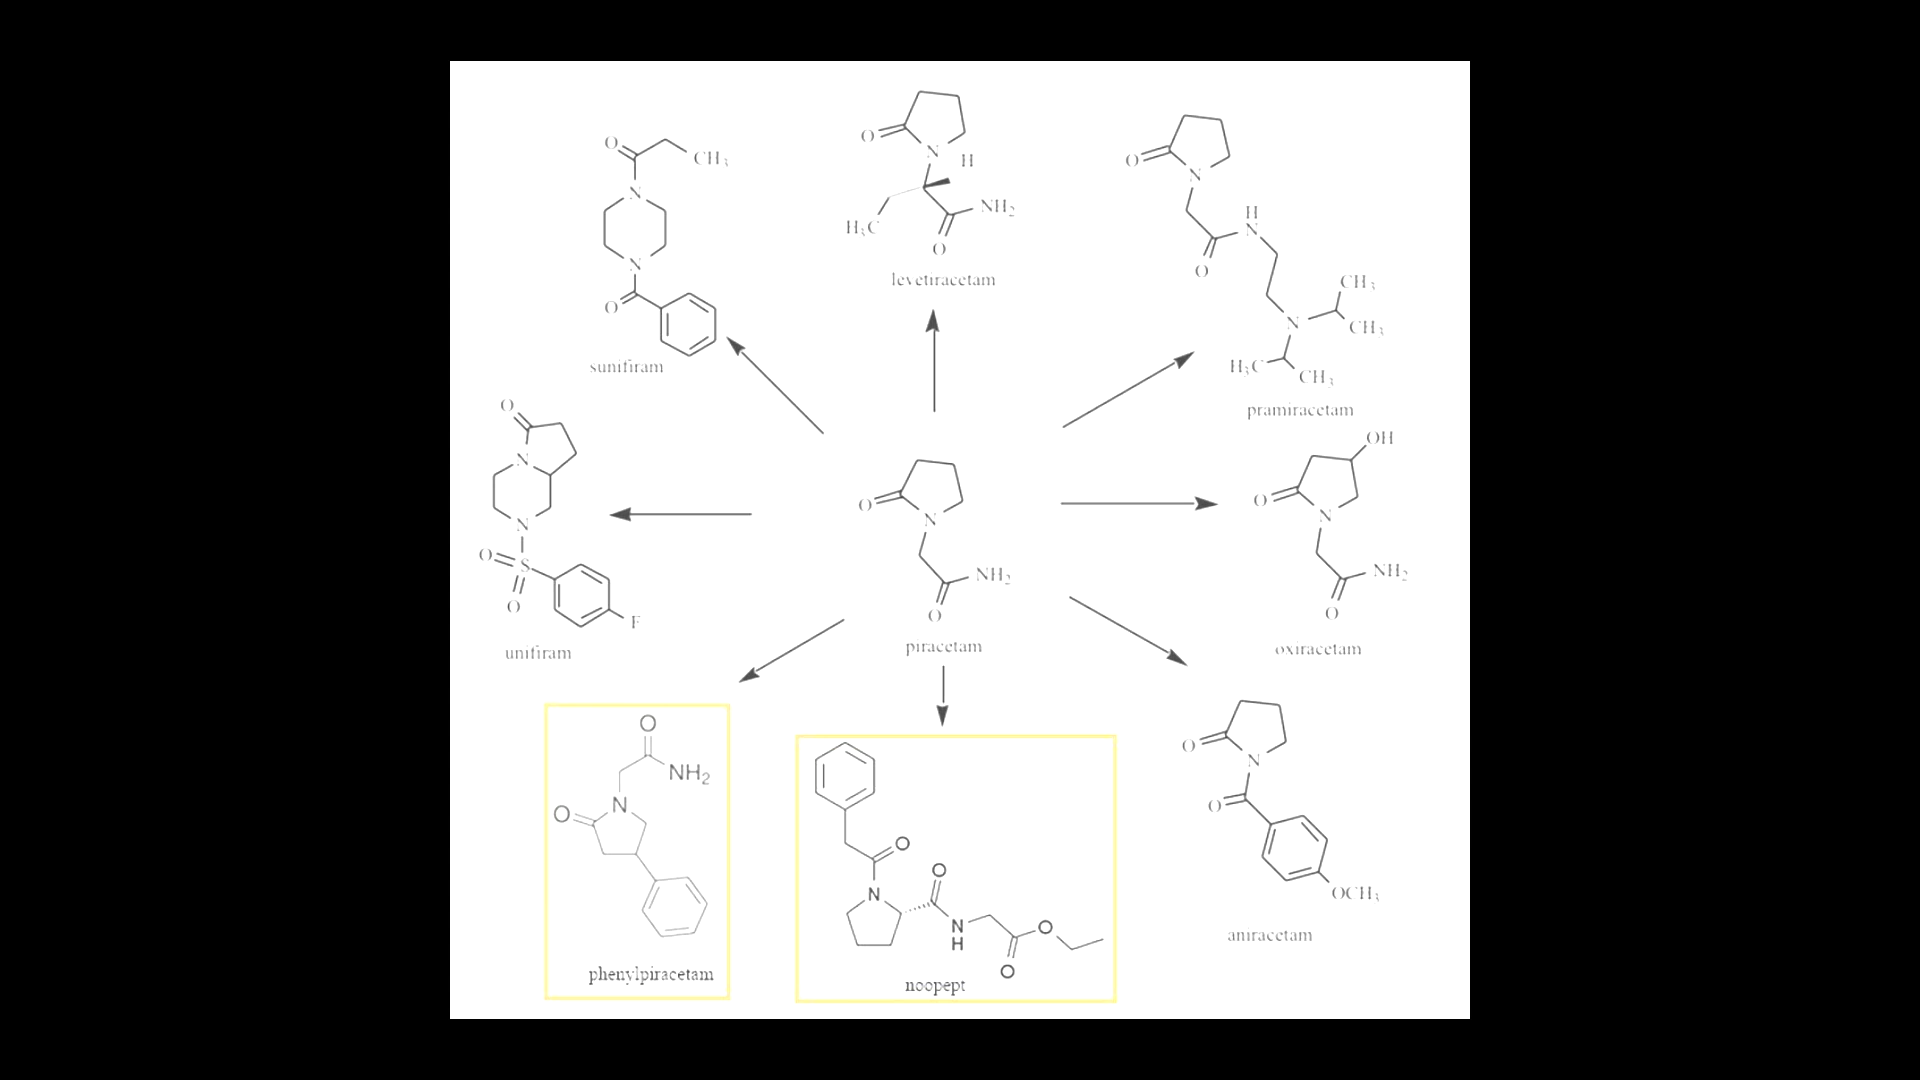 O
CH3
N
N
O
sunifiram
O
N
H
H3C
NH2
O
levetiracetam
O
N
H
N
O
CH3
N
CH3
H3C
CH3
pramiracetam
O
N
N
O
S
O
F
unifiram
O
N
NH2
O
piracetam
OH
O
N
NH2
O
oxiracetam
O
NH2
N
O
phenylpiracetam
O
O
N
N
H
O
O
noopept
O
N
O
OCH3
aniracetam